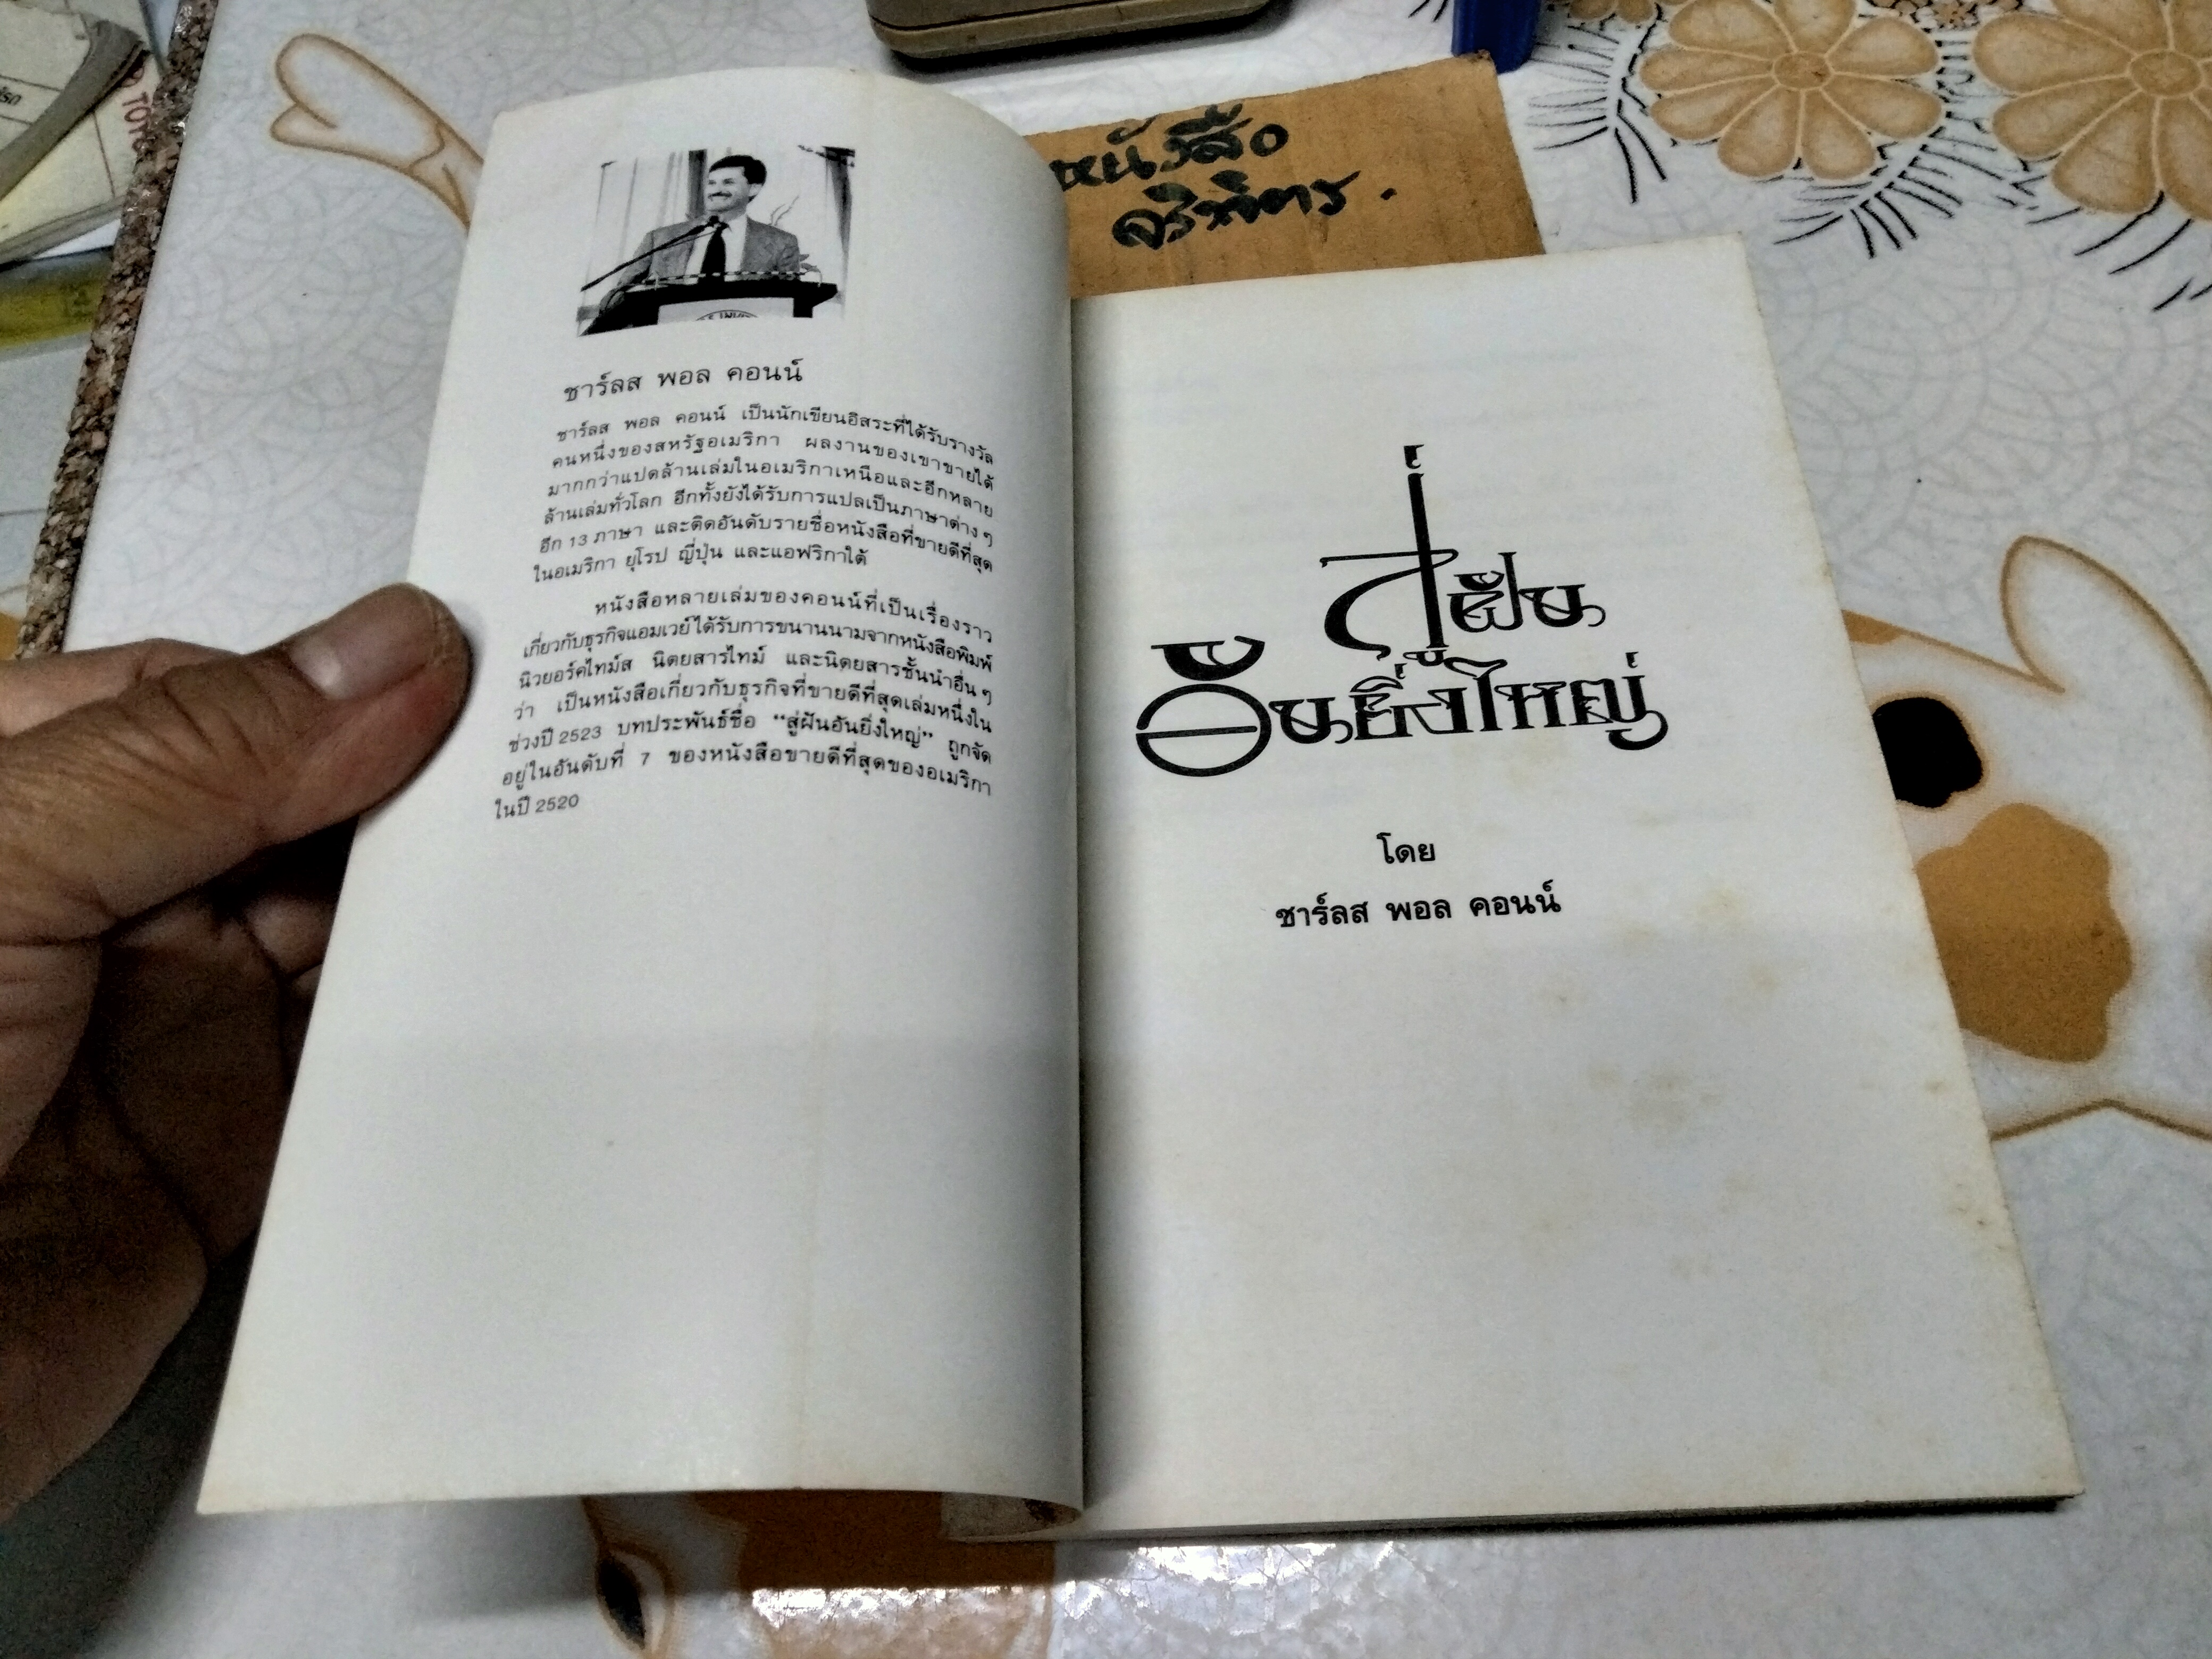 ชาร์ลส พอล คอนน์
ชาร์ลส พอล คอนน์ เป็นนักเขียนอิสระที่ได้รับรางวัล
คนหนึ่งของสหรัฐอเมริกา ผลงานของเขาขายได้
มากกว่าแปดล้านเล่มในอเมริกาเหนือและอีกหลาย
ล้านเล่มทั่วโลก อีกทั้งยังได้รับการแปลเป็นภาษาต่าง ๆ
อีก 13 ภาษา และติดอันดับรายชื่อหนังสือที่ขายดีที่สุด
ในอเมริกา ยุโรป ญี่ปุ่น และแอฟริกาใต้
หนังสือหลายเล่มของคอนน์ที่เป็นเรื่องราว
เกี่ยวกับธุรกิจแอมเวย์ได้รับการขนานนามจากหนังสือพิมพ์
นิวยอร์คไทม์ส นิตยสารไทม์ และนิตยสารชั้นนำอื่น ๆ
ว่า เป็นหนังสือเกี่ยวกับธุรกิจที่ขายดีที่สุดเล่มหนึ่งใน
ช่วงปี 2523 บทประพันธ์ชื่อ “สู่ฝันอันยิ่งใหญ่” ถูกจัด
อยู่ในอันดับที่ 7 ของหนังสือขายดีที่สุดของอเมริกา
ในปี 2520
หนังสือ
สู่ฝัน
อันยิ่งใหญ่
โดย
ชาร์ลส พอล คอนน์